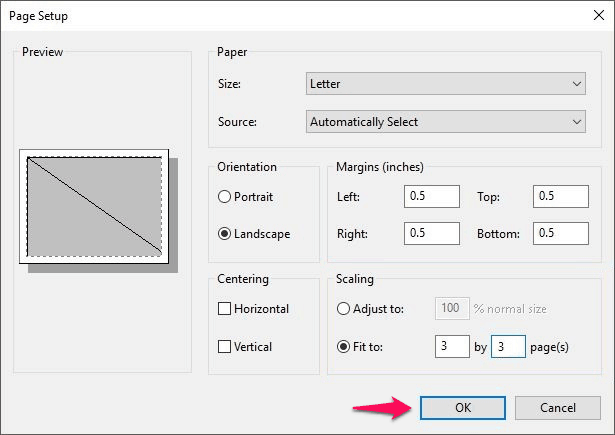 Page Setup
Preview
Paper
Size: Letter
Source: Automatically Select
Orientation
Portrait
Landscape
Margins (inches)
Left: 0.5 Top: 0.5
Right: 0.5 Bottom: 0.5
Centering
Horizontal
Vertical
Scaling
Adjust to: 100 % normal size
Fit to: 3 by 3 page(s)
OK Cancel